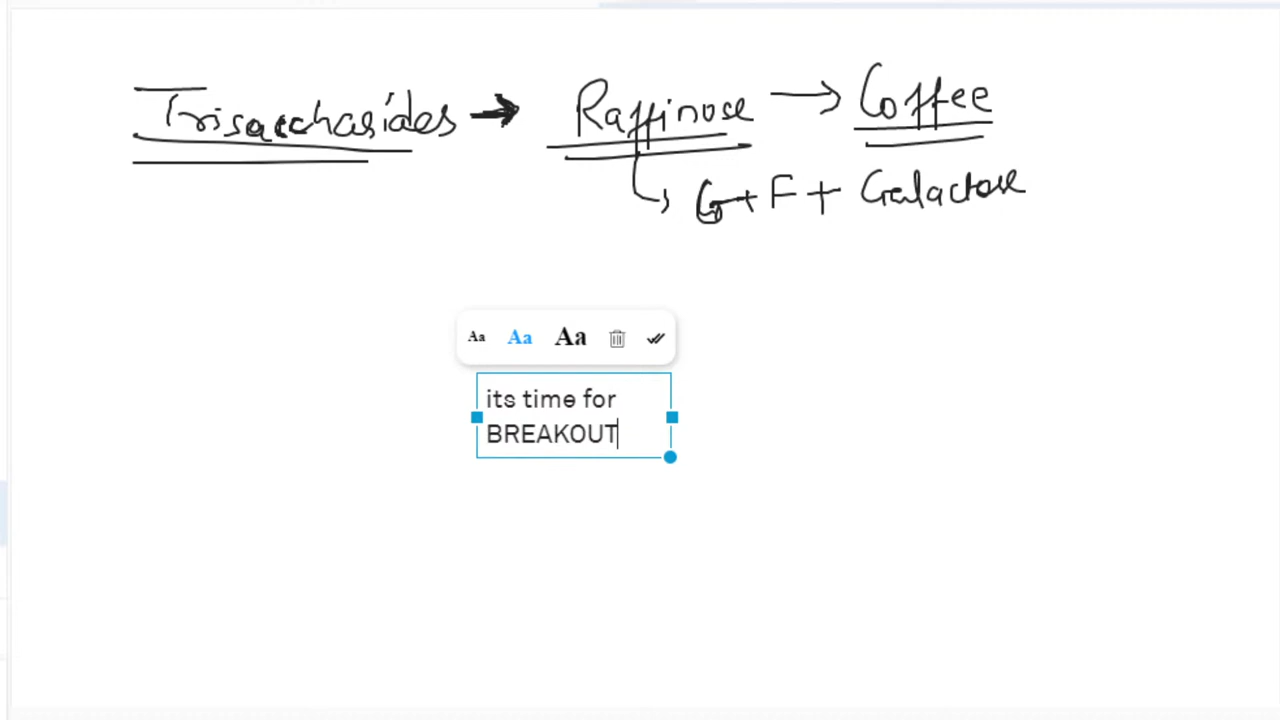 Trisaccharides → Raffinose → Coffee
↳ G + F + Galactose
Aa Aa Aa
its time for
BREAKOUT